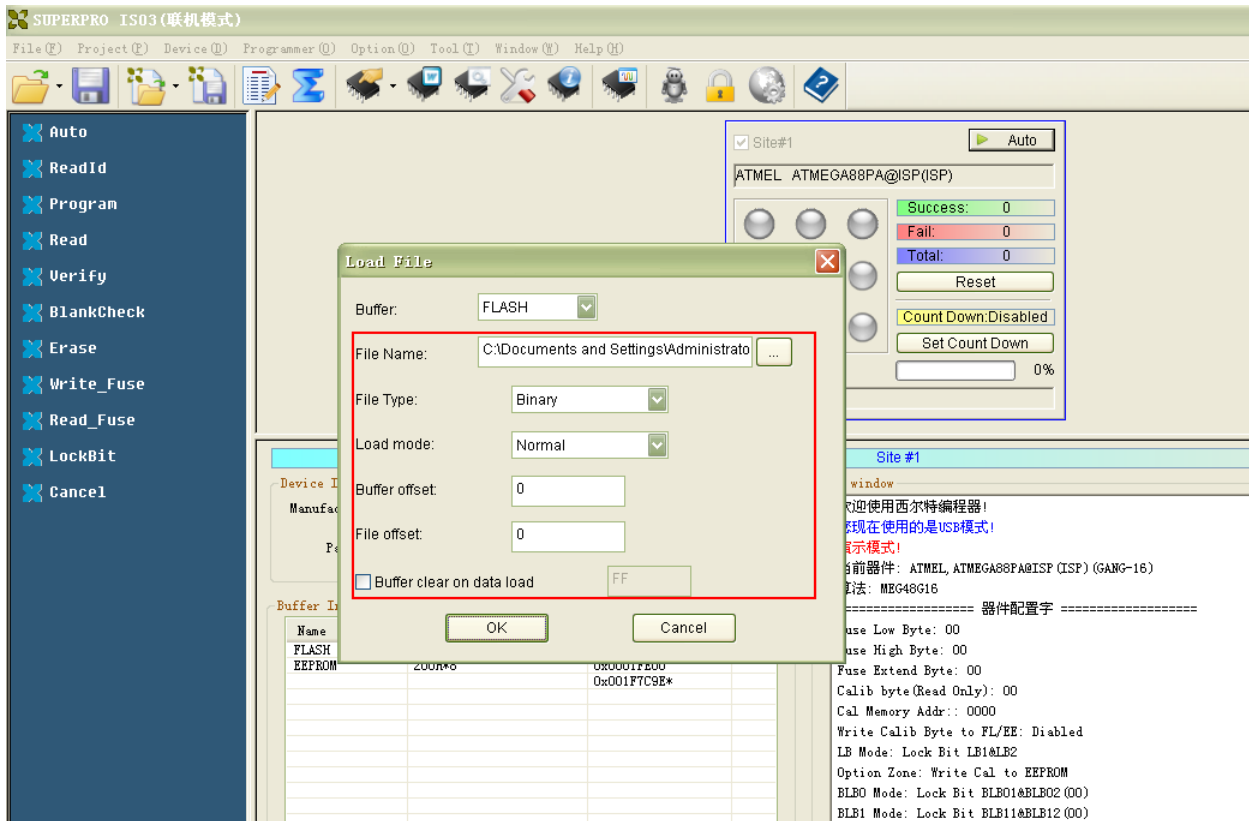 SUPERPRO IS03(联机模式)
File(F) Project(P) Device(D) Programmer(O) Option(O) Tool(T) Window(W) Help(H)
Auto
ReadId
Program
Read
Verify
BlankCheck
Erase
Write_Fuse
Read_Fuse
LockBit
Cancel
Site#1
Auto
ATMEL ATMEGA88PA@ISP(ISP)
Success: 0
Fail: 0
Total: 0
Reset
Count Down:Disabled
Set Count Down
0%
Load File
Buffer: FLASH
File Name: C:\Documents and Settings\Administrato ...
File Type: Binary
Load mode: Normal
Buffer offset: 0
File offset: 0
Buffer clear on data load FF
OK Cancel
Site #1
Device I
Manufac
Pa
Buffer In
Name
FLASH
EEPROM 200H*8 0x0001FE00
0x001F7C9E*
window
欢迎使用西尔特编程器!
您现在使用的是USB模式!
演示模式!
当前器件: ATMEL,ATMEGA88PA@ISP(ISP)(GANG-16)
算法: MEG48G16
================== 器件配置字 ===================
Fuse Low Byte: 00
Fuse High Byte: 00
Fuse Extend Byte: 00
Calib byte(Read Only): 00
Cal Memory Addr:: 0000
Write Calib Byte to FL/EE: Disabled
LB Mode: Lock Bit LB1&LB2
Option Zone: Write Cal to EEPROM
BLB0 Mode: Lock Bit BLB01&BLB02(00)
BLB1 Mode: Lock Bit BLB11&BLB12(00)